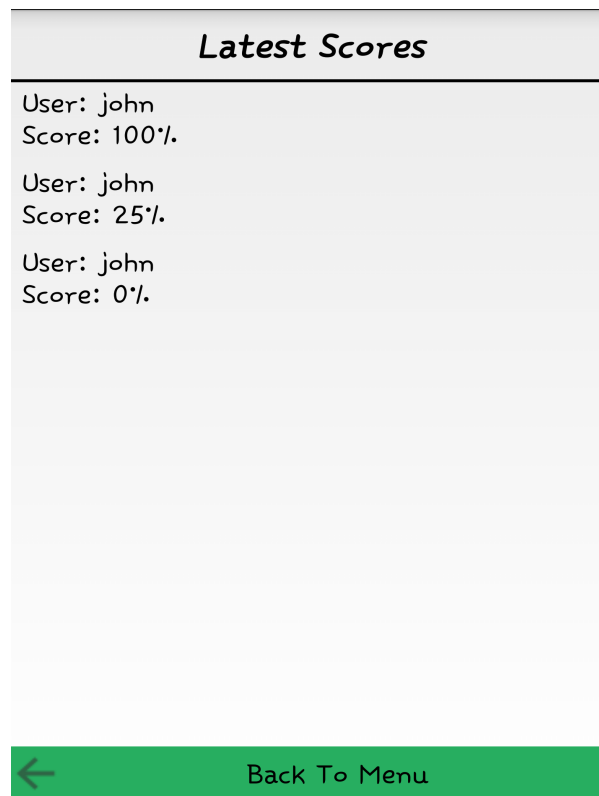 Latest Scores
User: john
Score: 100%
User: john
Score: 25%
User: john
Score: 0%
Back To Menu